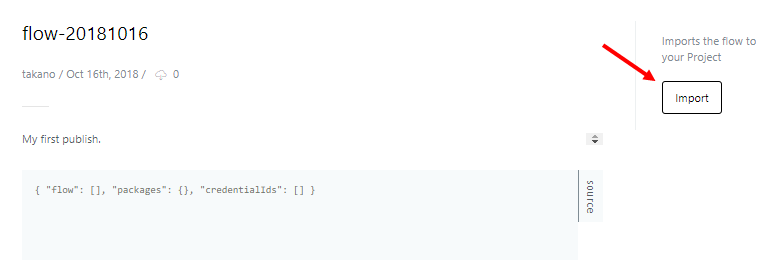 flow-20181016
takano / Oct 16th, 2018 / 0
My first publish.
{ "flow": [], "packages": {}, "credentialIds": [] }
source
Imports the flow to
your Project
Import